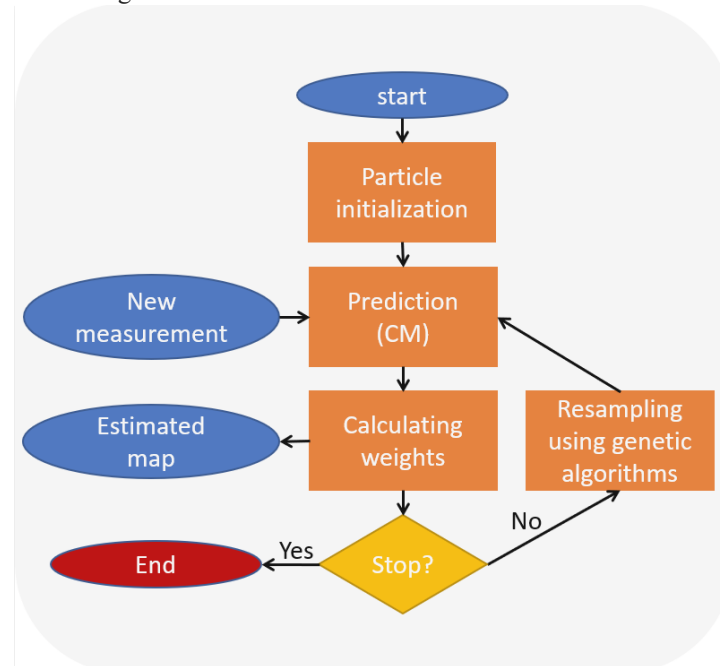 start
Particle
initialization
New
measurement
Prediction
(CM)
Estimated
map
Calculating
weights
Resampling
using genetic
algorithms
No
Yes
End
Stop?